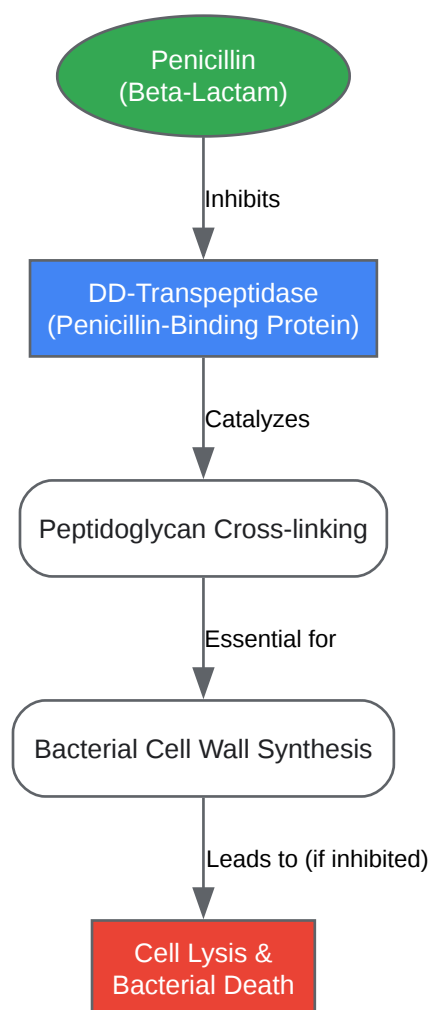 Penicillin
(Beta-Lactam)
Inhibits
DD-Transpeptidase
(Penicillin-Binding Protein)
Catalyzes
Peptidoglycan Cross-linking
Essential for
Bacterial Cell Wall Synthesis
Leads to (if inhibited)
Cell Lysis &
Bacterial Death